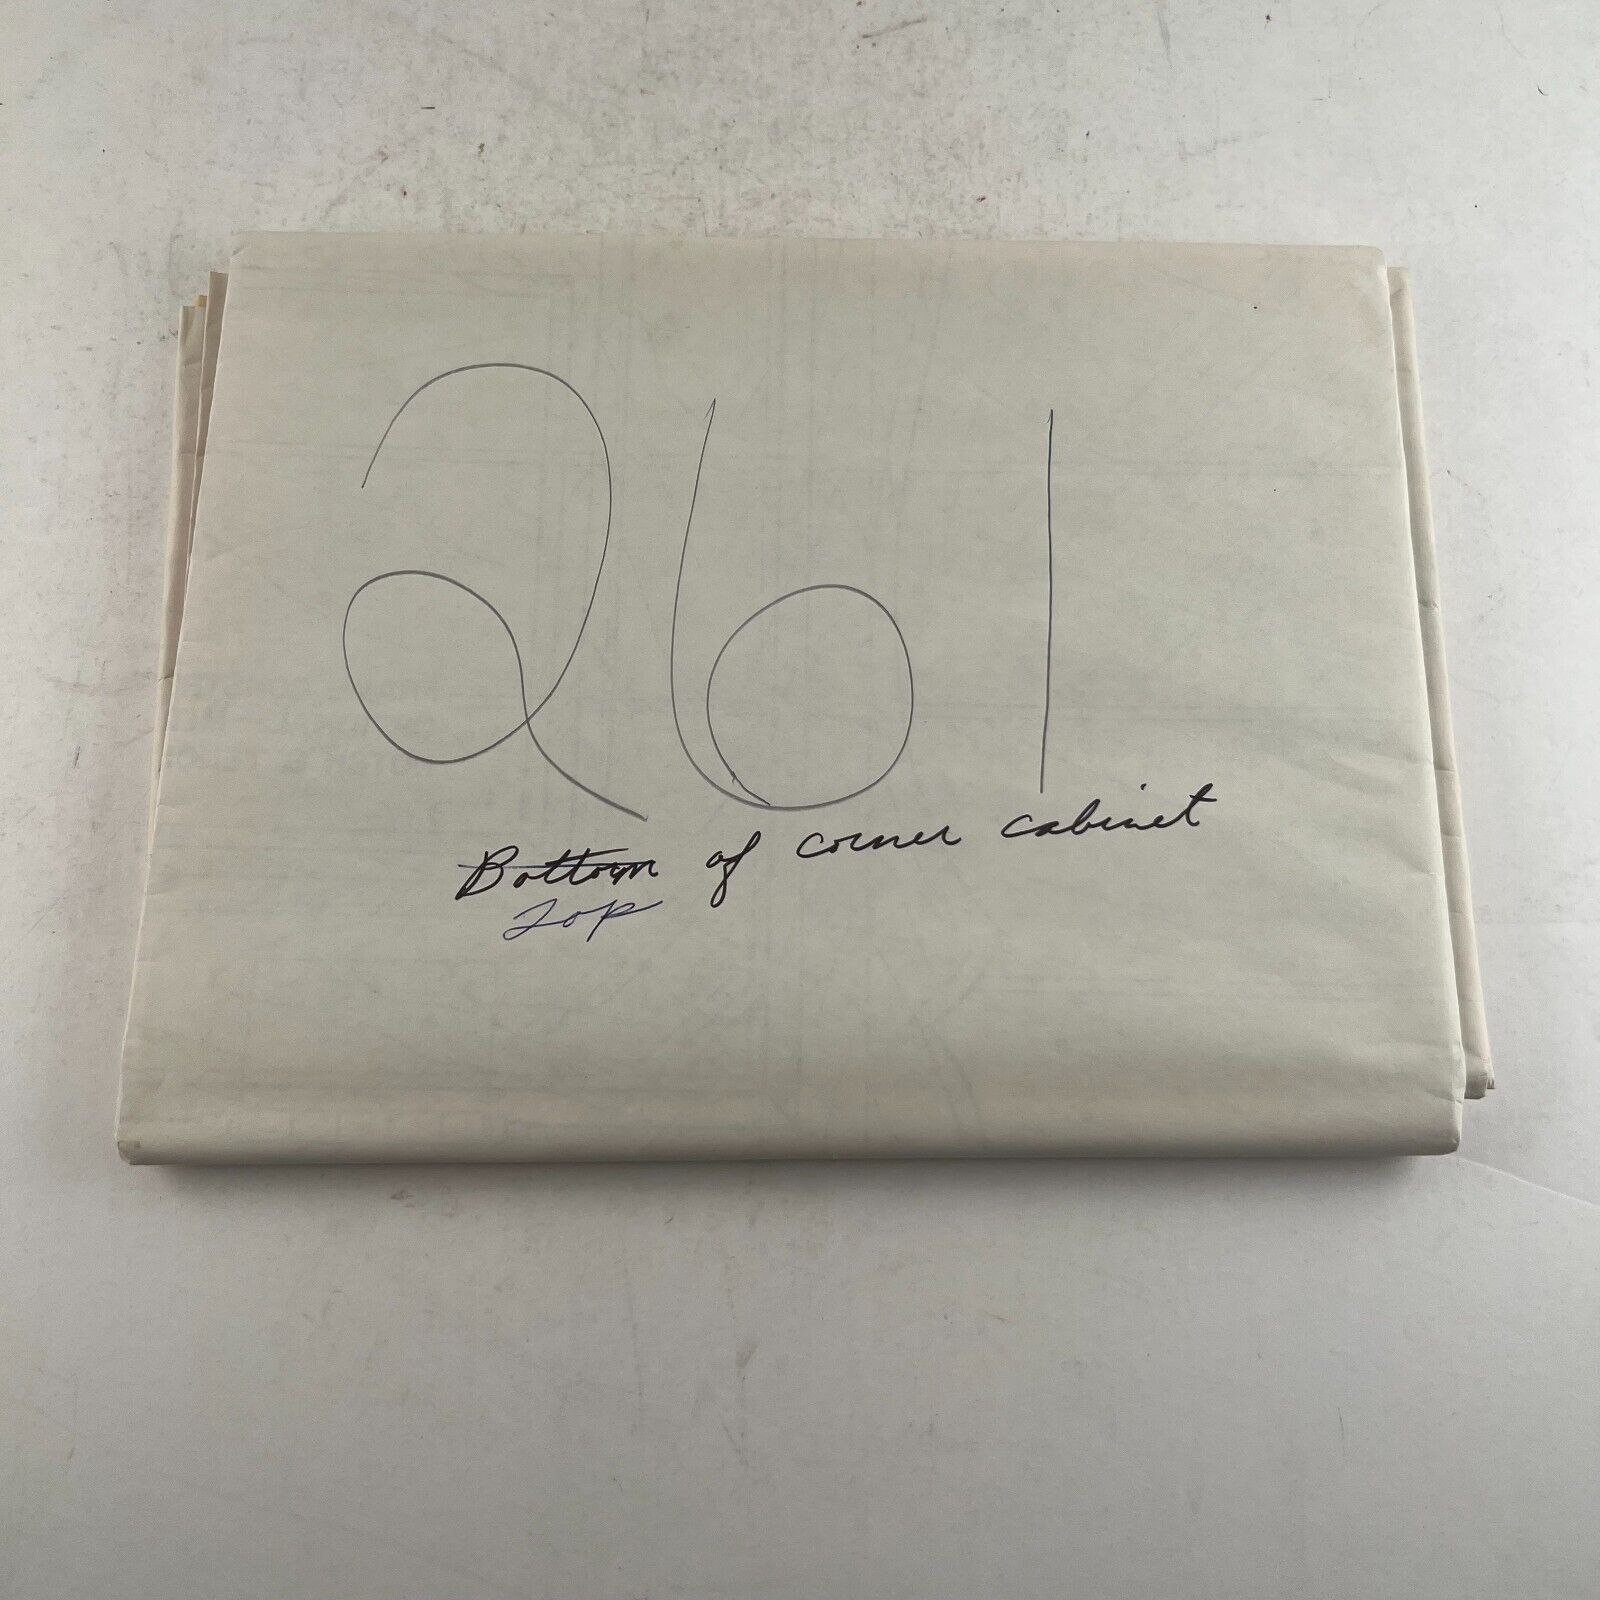 261
Bottom of corner cabinet
Top